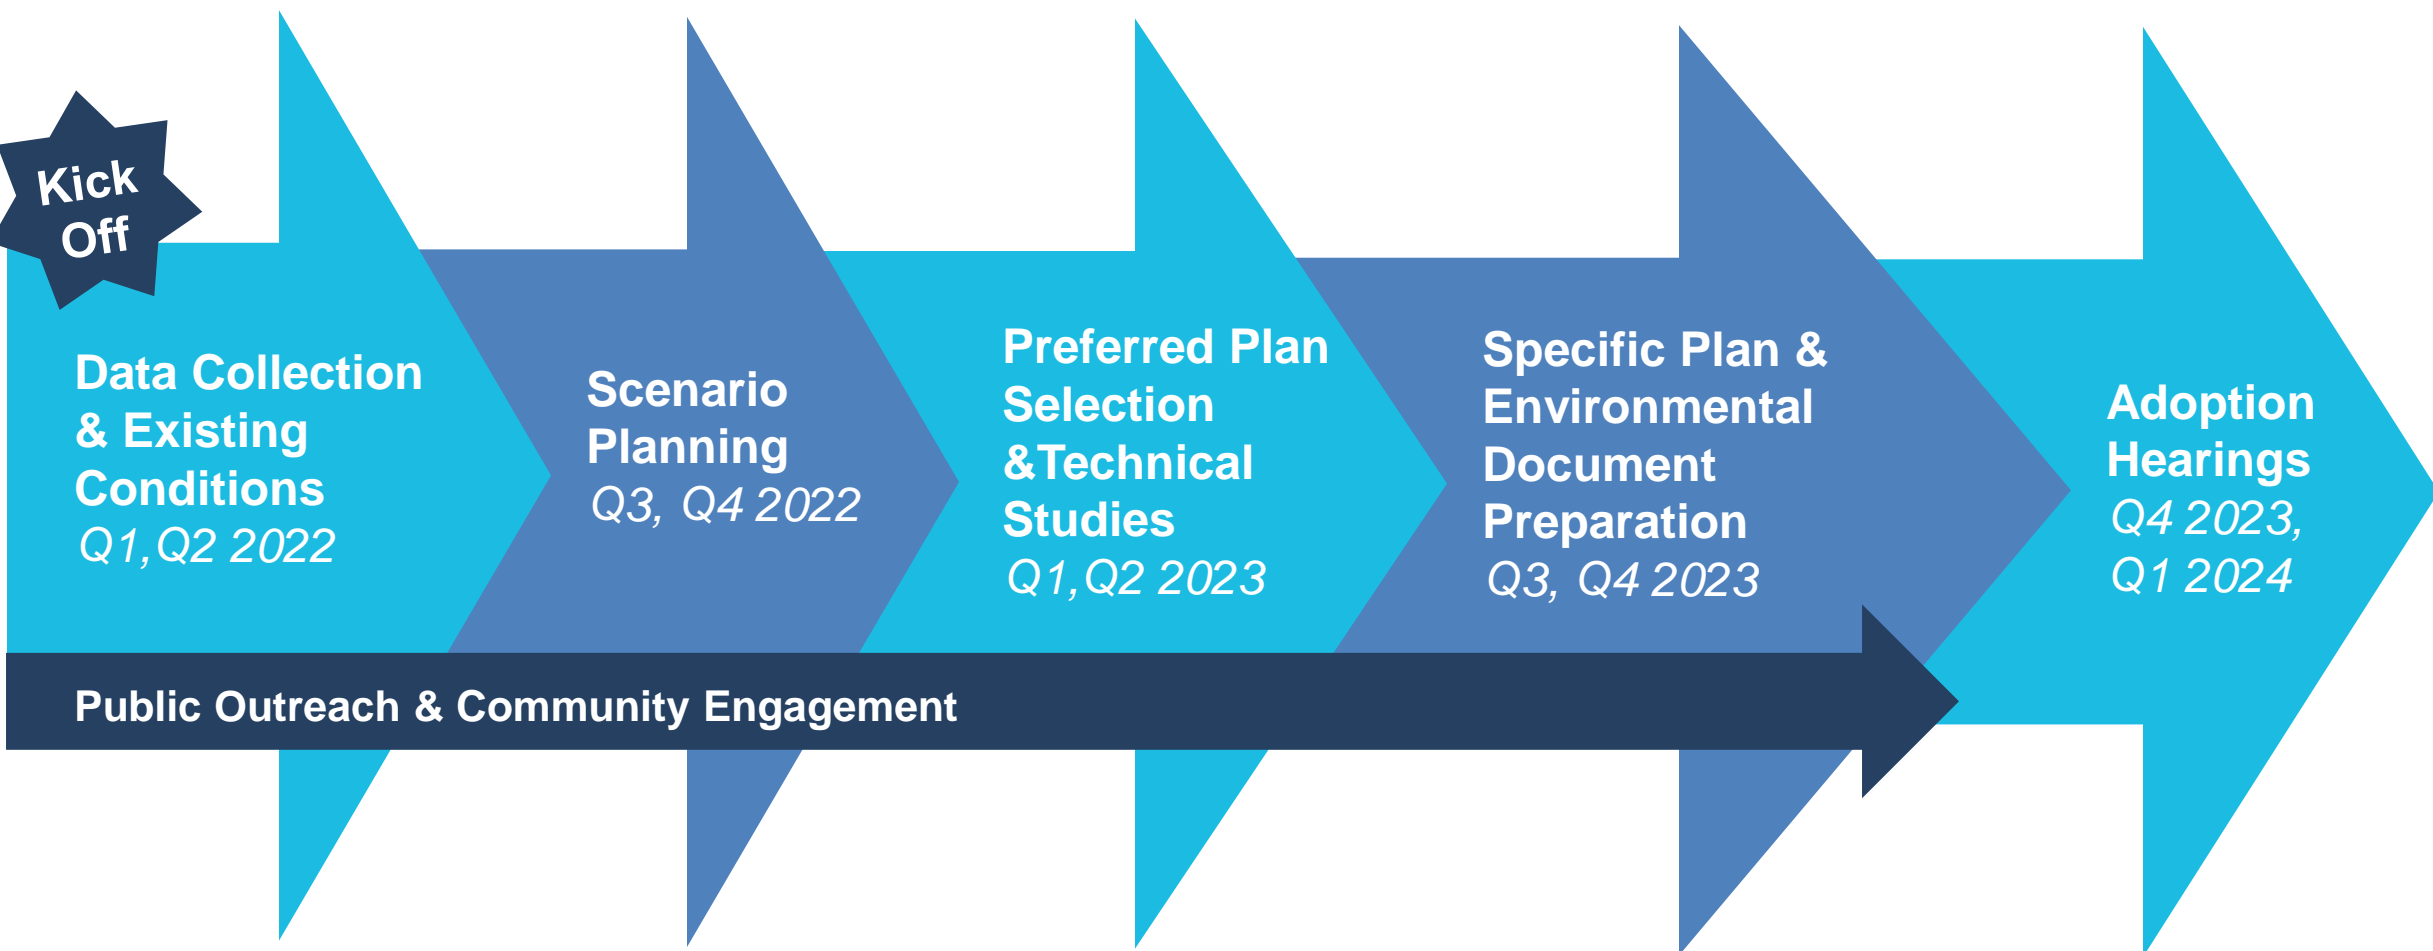 Kick
Off
Data Collection
& Existing
Conditions
Q1,Q2 2022
Scenario
Planning
Q3, Q4 2022
Preferred Plan
Selection
&Technical
Studies
Q1,Q2 2023
Specific Plan &
Environmental
Document
Preparation
Q3, Q4 2023
Adoption
Hearings
Q4 2023,
Q1 2024
Public Outreach & Community Engagement